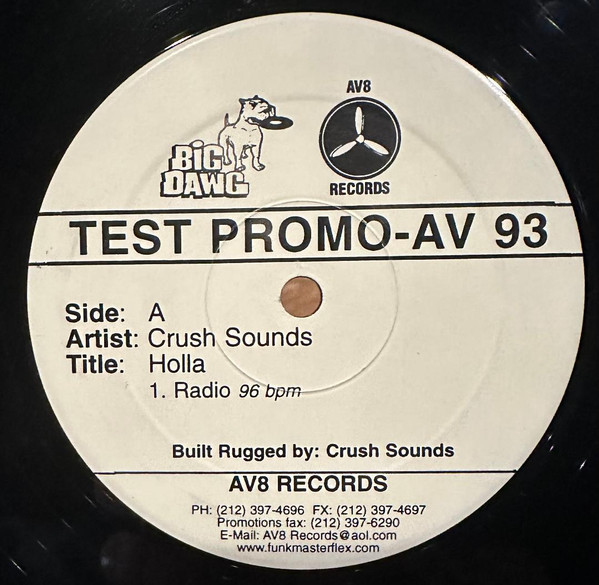 BIG
DAWG
AV8
RECORDS
TEST PROMO-AV 93
Side: A
Artist: Crush Sounds
Title: Holla
1. Radio 96 bpm
Built Rugged by: Crush Sounds
AV8 RECORDS
PH: (212) 397-4696 FX: (212) 397-4697
Promotions fax: (212) 397-6290
E-Mail: AV8 Records@aol.com
www.funkmasterflex.com